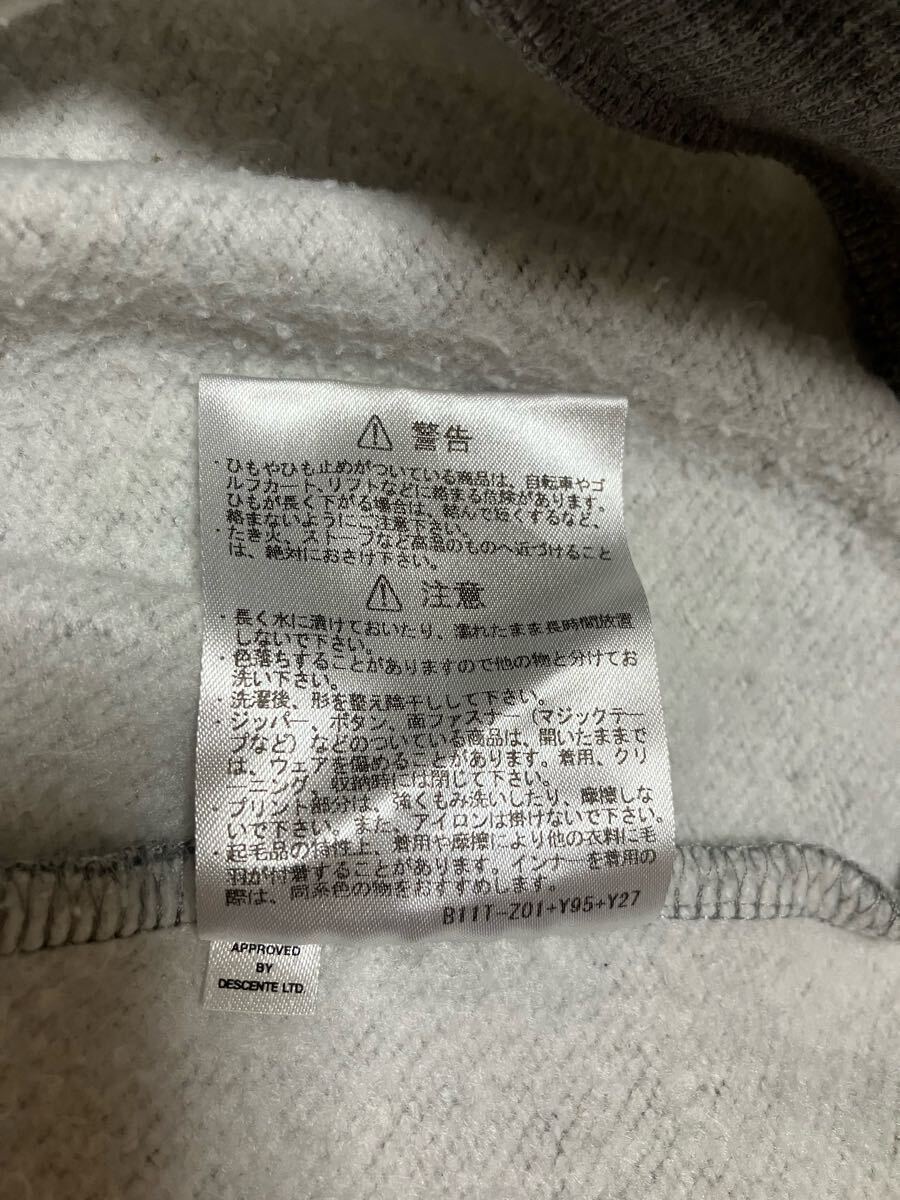 ⚠ 警告
・ひもやひも止めがついている商品は、自転車やゴ
ルフカート、リフトなどに絡まる危険があります。
ひもが長く下がる場合は、結んで短くするなど、
絡まないようにご注意下さい。
・たき火、ストーブなど高温のものへ近づけること
は、絶対におさけ下さい。
⚠ 注意
・長く水に漬けておいたり、濡れたまま長時間放置
しないで下さい。
・色落ちすることがありますので他の物と分けてお
洗い下さい。
・洗濯後、形を整え陰干しして下さい。
・ジッパー、ボタン、面ファスナー（マジックテー
プなど）などのついている商品は、開いたままで
は、ウェアを傷めることがあります。着用、クリ
ーニング、収納時には閉じて下さい。
・プリント部分は、強くもみ洗いしたり、摩擦しな
いで下さい。また、アイロンは掛けないで下さい。
・起毛品の特性上、着用や摩擦により他の衣料に毛
羽が付着することがあります。インナーを着用の
際は、同系色の物をおすすめします。
B11T-Z01+Y95+Y27
APPROVED
BY
DESCENTE LTD.